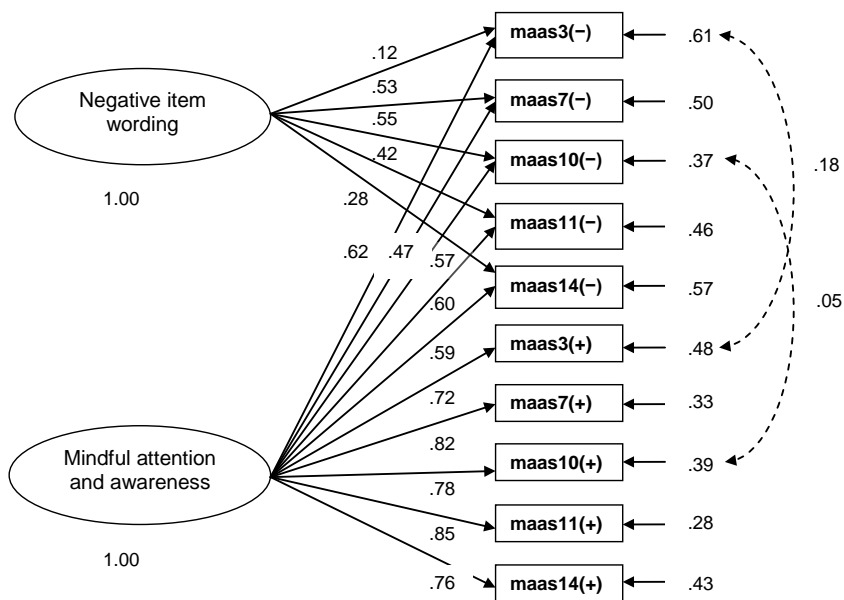 maas3(−)
.61
.12
.53
Negative item
wording
maas7(−)
.50
.55
.42
maas10(−)
.37
.18
1.00
.28
maas11(−)
.46
.62
.47
.57
maas14(−)
.57
.05
.60
maas3(+)
.48
.59
.72
maas7(+)
.33
.82
Mindful attention
and awareness
maas10(+)
.39
.78
maas11(+)
.28
.85
1.00
.76
maas14(+)
.43